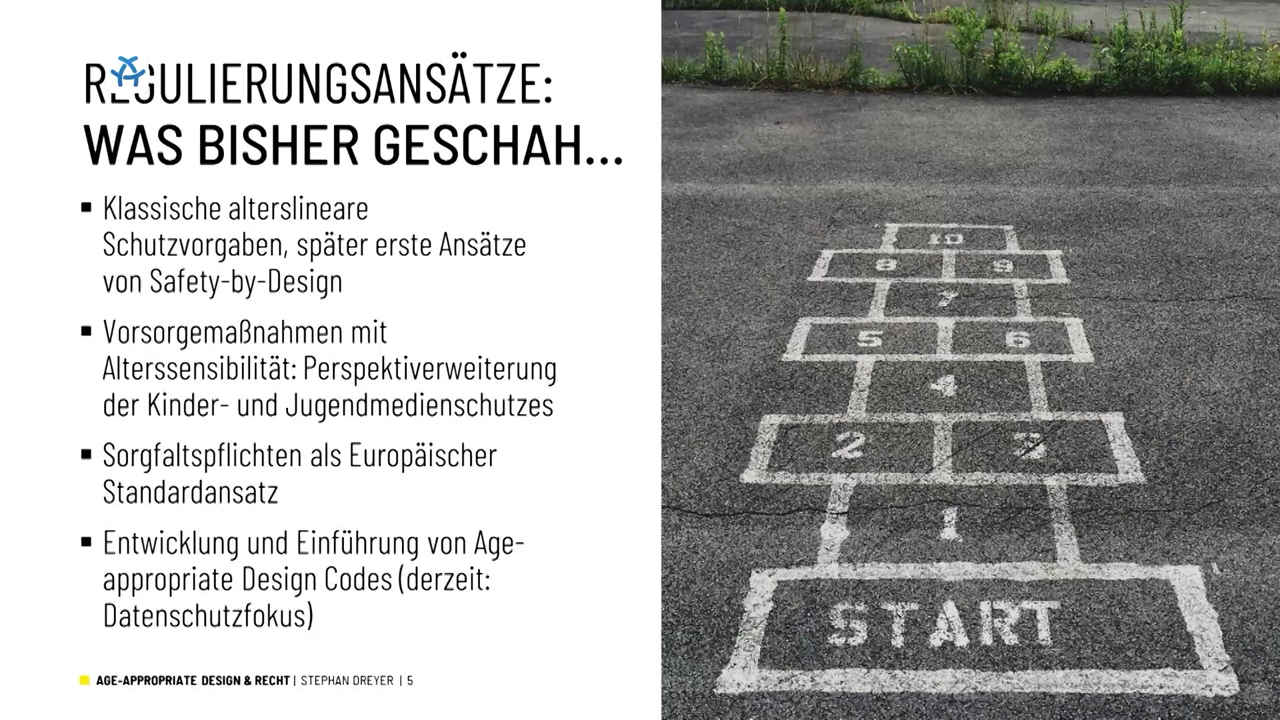 REGULIERUNGSANSÄTZE:
WAS BISHER GESCHAH...
▪ Klassische alterslineare
Schutzvorgaben, später erste Ansätze
von Safety-by-Design
▪ Vorsorgemaßnahmen mit
Alterssensibilität: Perspektiverweiterung
der Kinder- und Jugendmedienschutzes
▪ Sorgfaltspflichten als Europäischer
Standardansatz
▪ Entwicklung und Einführung von Age-
appropriate Design Codes (derzeit:
Datenschutzfokus)
AGE-APPROPRIATE DESIGN & RECHT | STEPHAN DREYER | 5
10
8 9
7
5 6
4
2 3
1
START